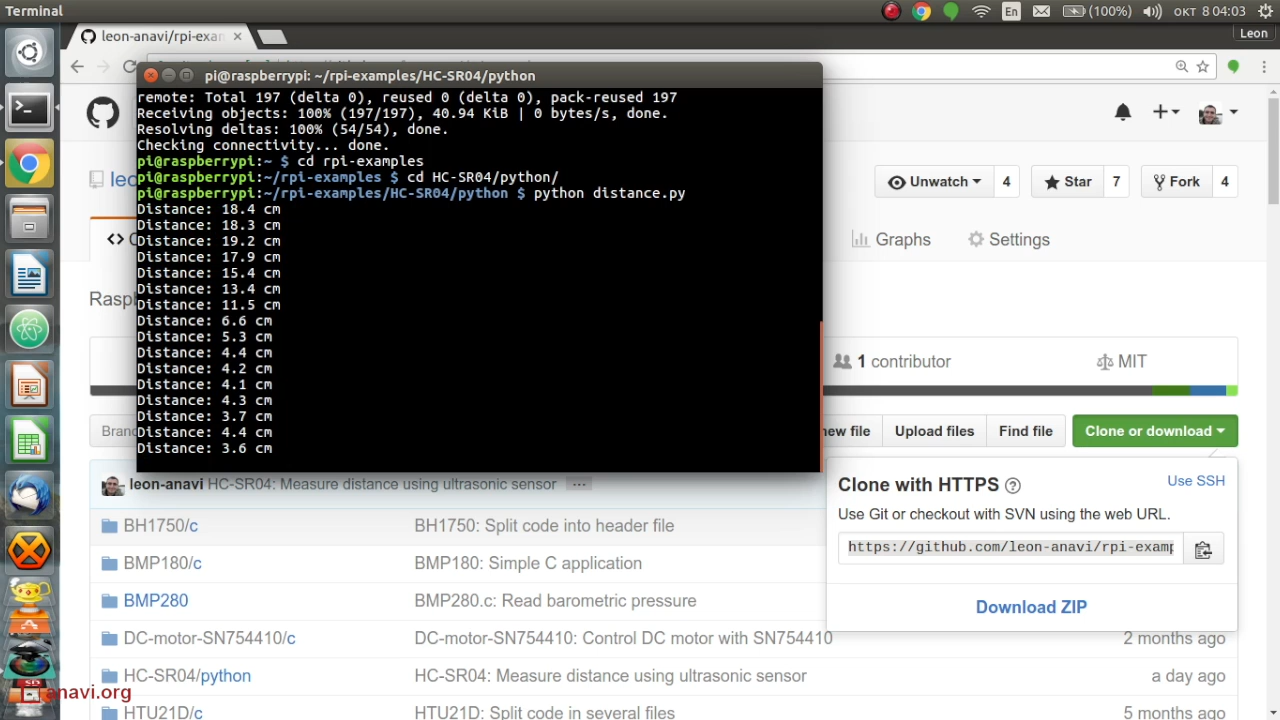 Terminal
En
(100%)
окт 8 04:03
leon-anavi/rpi-exam
Leon
pi@raspberrypi: ~/rpi-examples/HC-SR04/python
remote: Total 197 (delta 0), reused 0 (delta 0), pack-reused 197
Receiving objects: 100% (197/197), 40.94 KiB | 0 bytes/s, done.
Resolving deltas: 100% (54/54), done.
Checking connectivity... done.
pi@raspberrypi:~ $ cd rpi-examples
pi@raspberrypi:~/rpi-examples $ cd HC-SR04/python/
pi@raspberrypi:~/rpi-examples/HC-SR04/python $ python distance.py
Distance: 18.4 cm
Distance: 18.3 cm
Distance: 19.2 cm
Distance: 17.9 cm
Distance: 15.4 cm
Distance: 13.4 cm
Distance: 11.5 cm
Distance: 6.6 cm
Distance: 5.3 cm
Distance: 4.4 cm
Distance: 4.2 cm
Distance: 4.1 cm
Distance: 4.3 cm
Distance: 3.7 cm
Distance: 4.4 cm
Distance: 3.6 cm
leo
Unwatch 4 Star 7 Fork 4
Graphs Settings
Rasp
1 contributor MIT
Branc
new file Upload files Find file Clone or download
leon-anavi HC-SR04: Measure distance using ultrasonic sensor ...
Clone with HTTPS ?
Use SSH
Use Git or checkout with SVN using the web URL.
https://github.com/leon-anavi/rpi-examp
Download ZIP
BH1750/c BH1750: Split code into header file
BMP180/c BMP180: Simple C application
BMP280 BMP280.c: Read barometric pressure
DC-motor-SN754410/c DC-motor-SN754410: Control DC motor with SN754410 2 months ago
HC-SR04/python HC-SR04: Measure distance using ultrasonic sensor a day ago
HTU21D/c HTU21D: Split code in several files 5 months ago
anavi.org